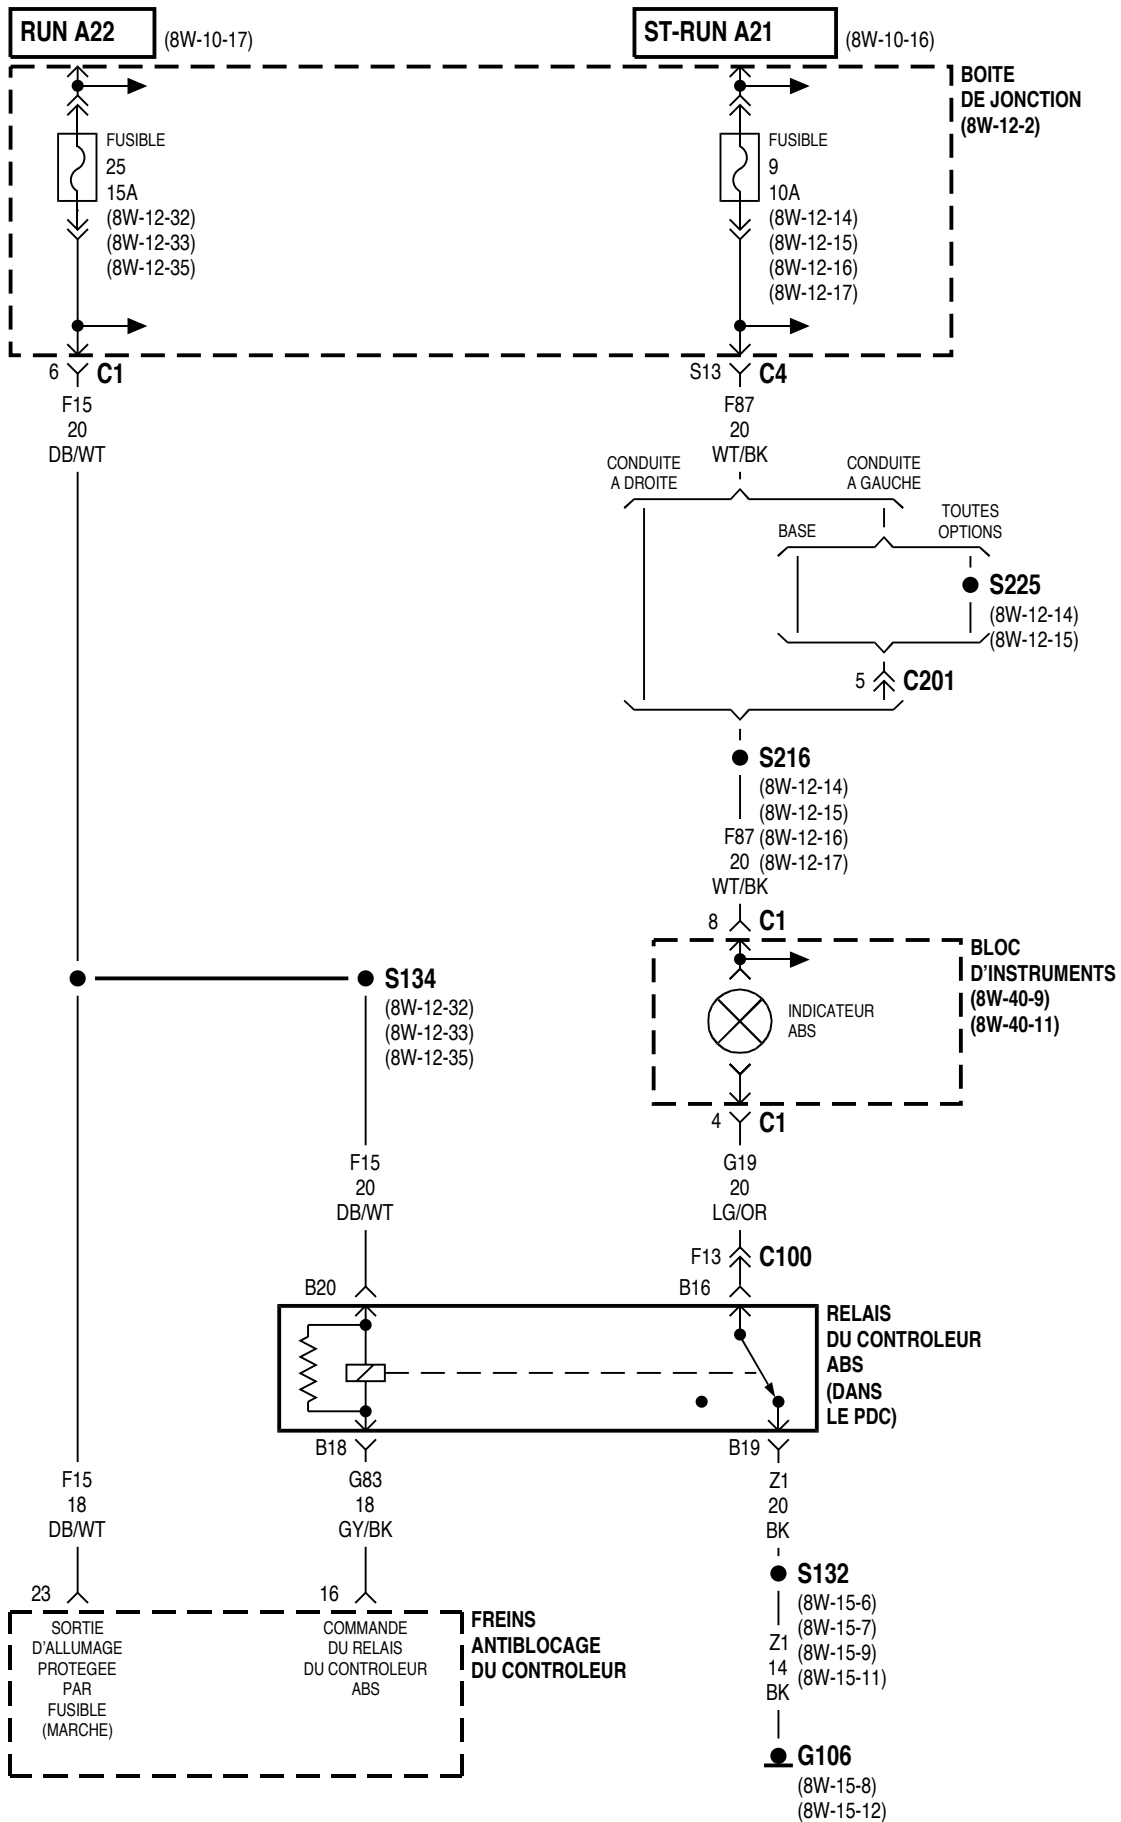 RUN A22
(8W-10-17)
ST-RUN A21
(8W-10-16)
BOITE
DE JONCTION
(8W-12-2)
FUSIBLE
25
15A
(8W-12-32)
(8W-12-33)
(8W-12-35)
FUSIBLE
9
10A
(8W-12-14)
(8W-12-15)
(8W-12-16)
(8W-12-17)
6
C1
F15
20
DB/WT
S13
C4
F87
20
WT/BK
CONDUITE
A DROITE
CONDUITE
A GAUCHE
BASE
TOUTES
OPTIONS
S225
(8W-12-14)
(8W-12-15)
5
C201
S216
(8W-12-14)
(8W-12-15)
(8W-12-16)
(8W-12-17)
F87
20
WT/BK
8
C1
BLOC
D'INSTRUMENTS
(8W-40-9)
(8W-40-11)
INDICATEUR
ABS
S134
(8W-12-32)
(8W-12-33)
(8W-12-35)
4
C1
F15
20
DB/WT
G19
20
LG/OR
F13
C100
B20
B16
RELAIS
DU CONTROLEUR
ABS
(DANS
LE PDC)
B18
B19
F15
18
DB/WT
G83
18
GY/BK
Z1
20
BK
S132
(8W-15-6)
(8W-15-7)
(8W-15-9)
(8W-15-11)
Z1
14
BK
23
16
SORTIE
D'ALLUMAGE
PROTEGEE
PAR
FUSIBLE
(MARCHE)
COMMANDE
DU RELAIS
DU CONTROLEUR
ABS
FREINS
ANTIBLOCAGE
DU CONTROLEUR
G106
(8W-15-8)
(8W-15-12)